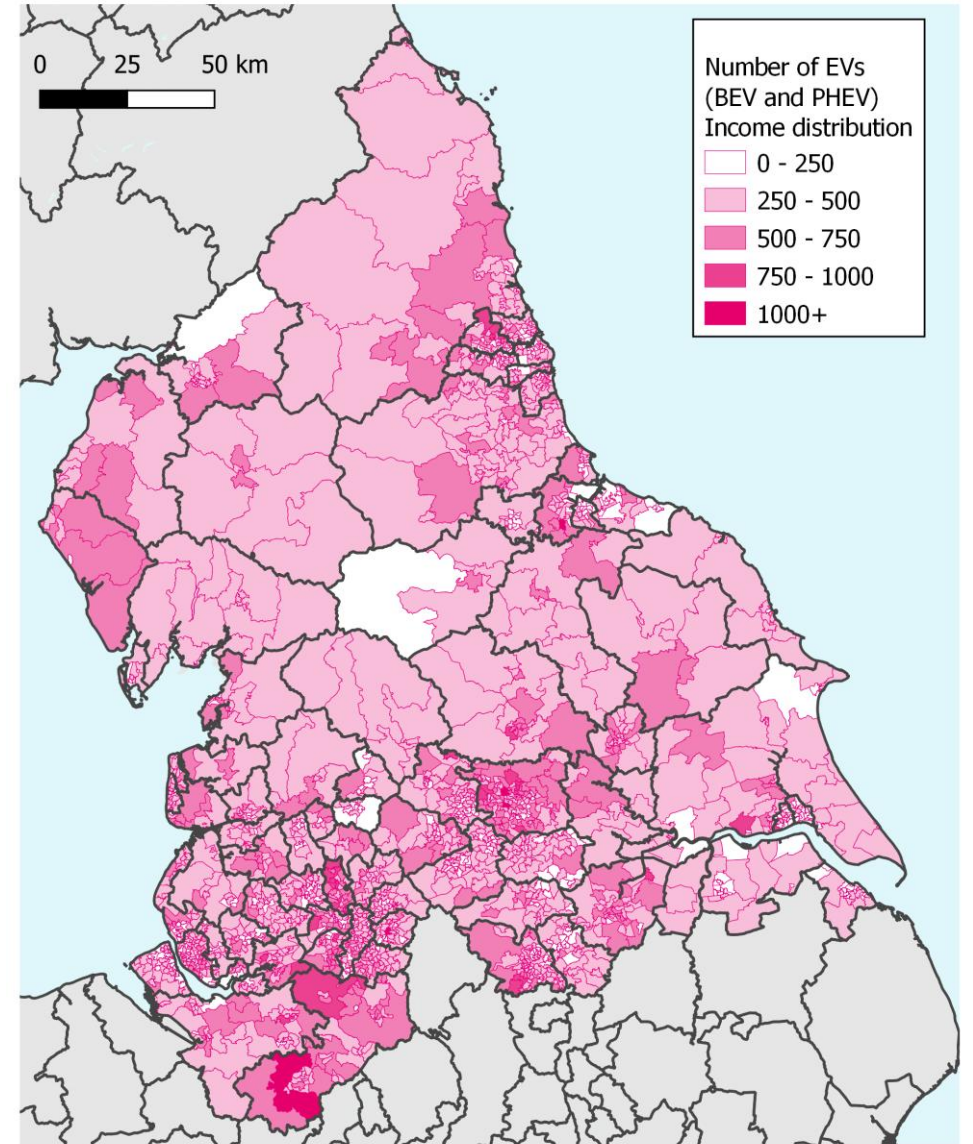 0 25 50 km
Number of EVs
(BEV and PHEV)
Income distribution
0 - 250
250 - 500
500 - 750
750 - 1000
1000+